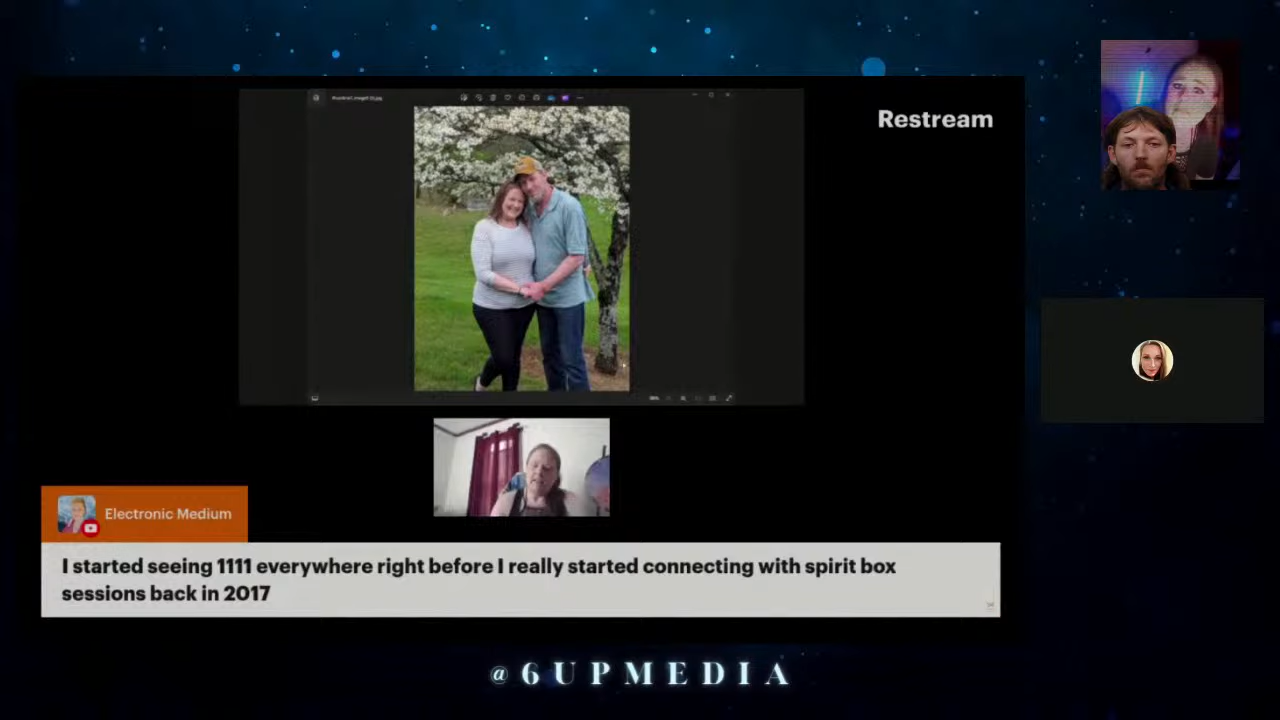 Restream
Electronic Medium
I started seeing 1111 everywhere right before I really started connecting with spirit box
sessions back in 2017
@6UPMEDIA